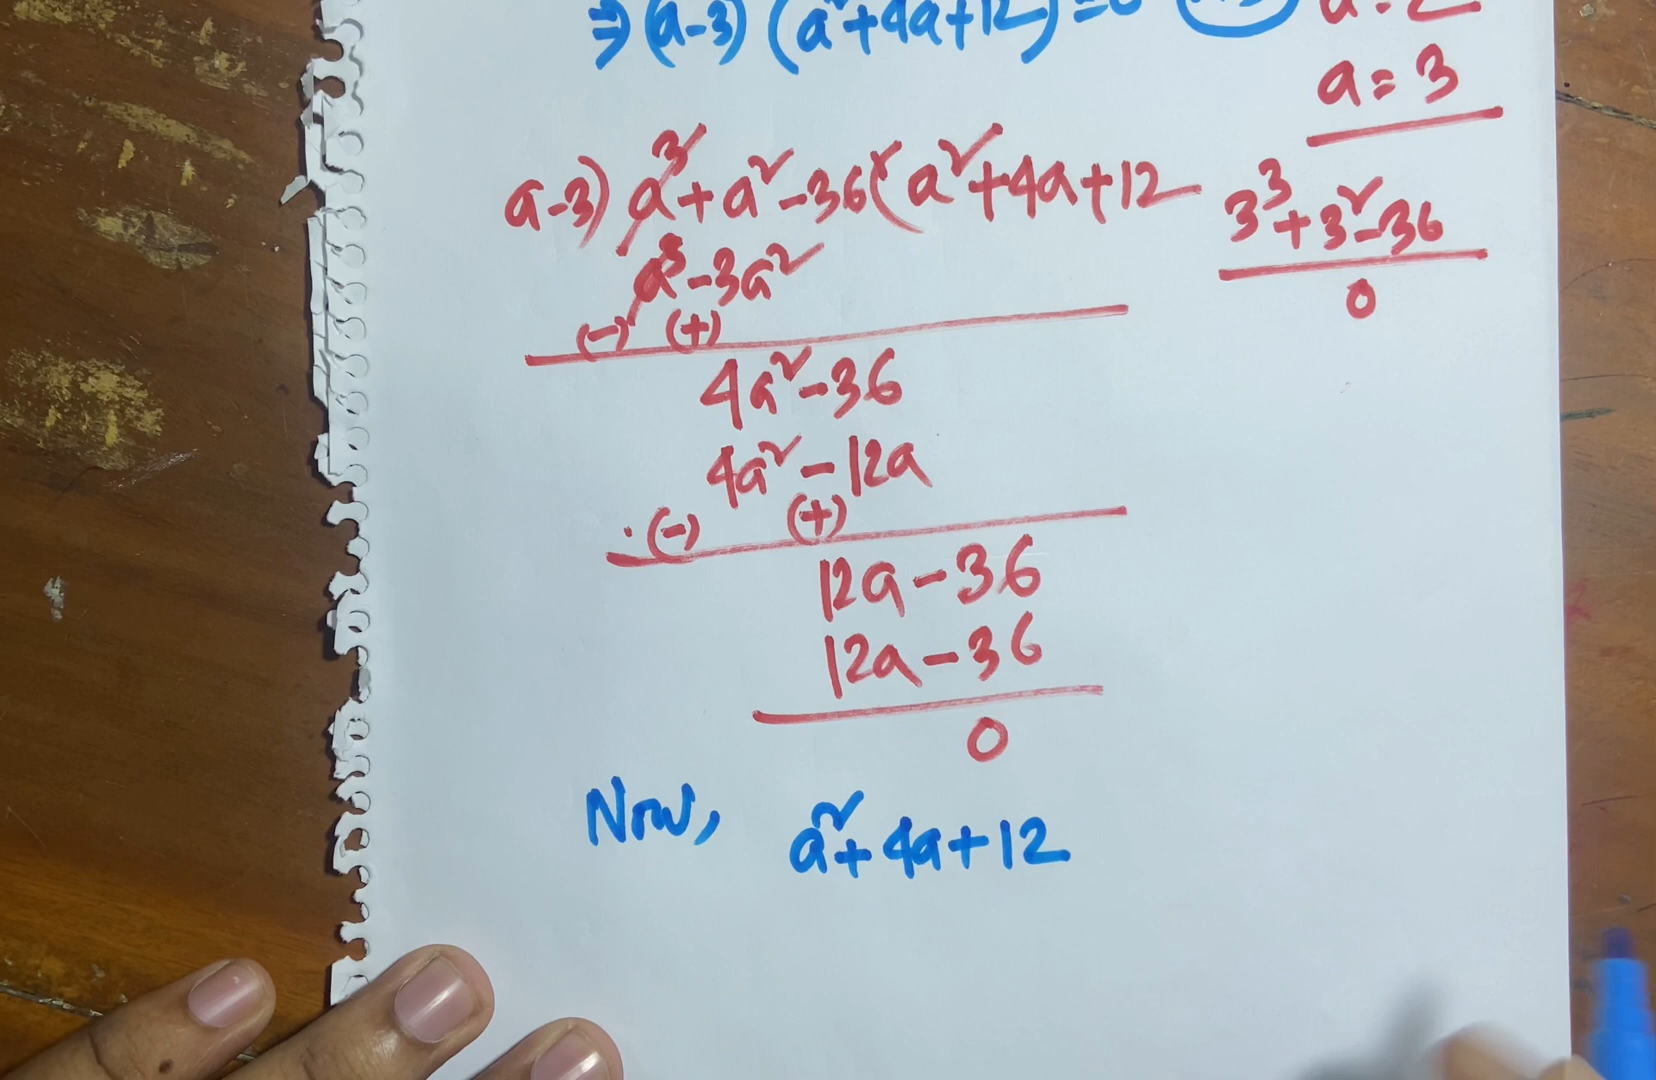 ⇒ (a-3) (a²+4a+12) = 0
a = 3
a-3) a³+a²-36 (a²+4a+12
a³-3a²
(-) (+)
4a²-36
4a²-12a
(-) (+)
12a-36
12a-36
0
3³+3²-36
0
Now, a²+4a+12